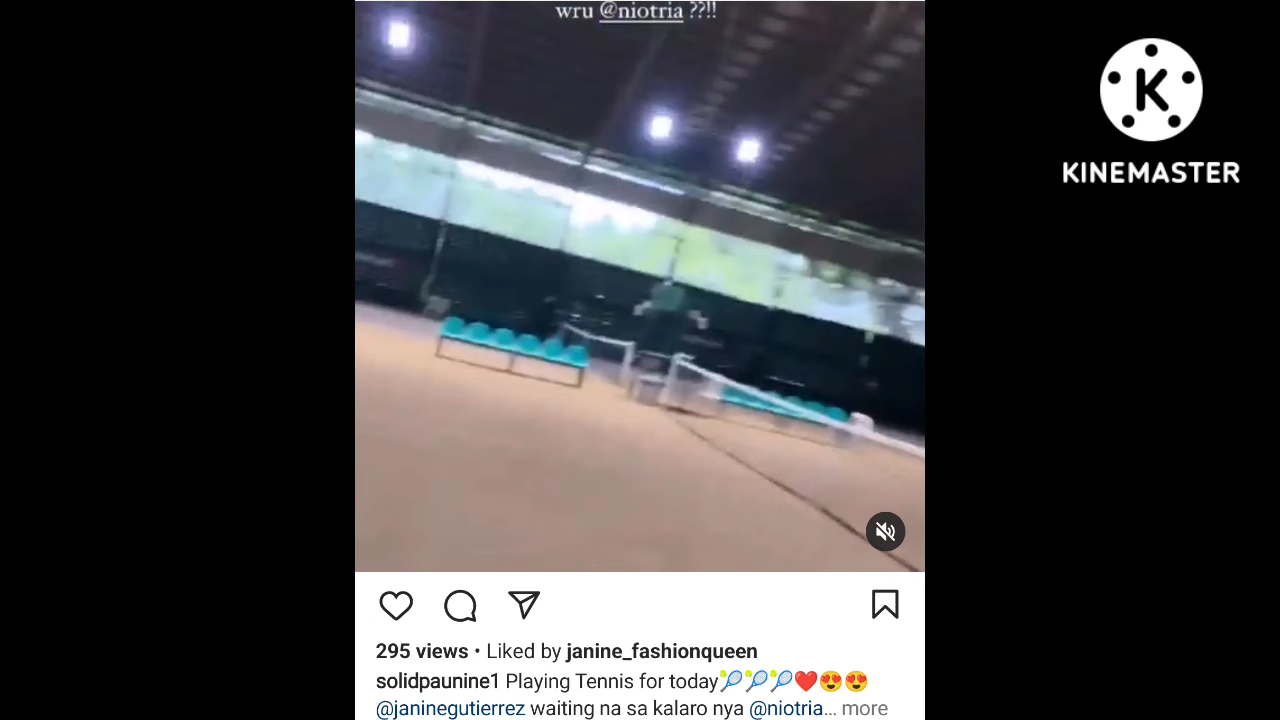 wru @niotria ??!!
K
KINEMASTER
295 views • Liked by janine_fashionqueen
solidpaunine1 Playing Tennis for today🎾🎾🎾❤️😍😍
@janinegutierrez waiting na sa kalaro nya @niotria... more